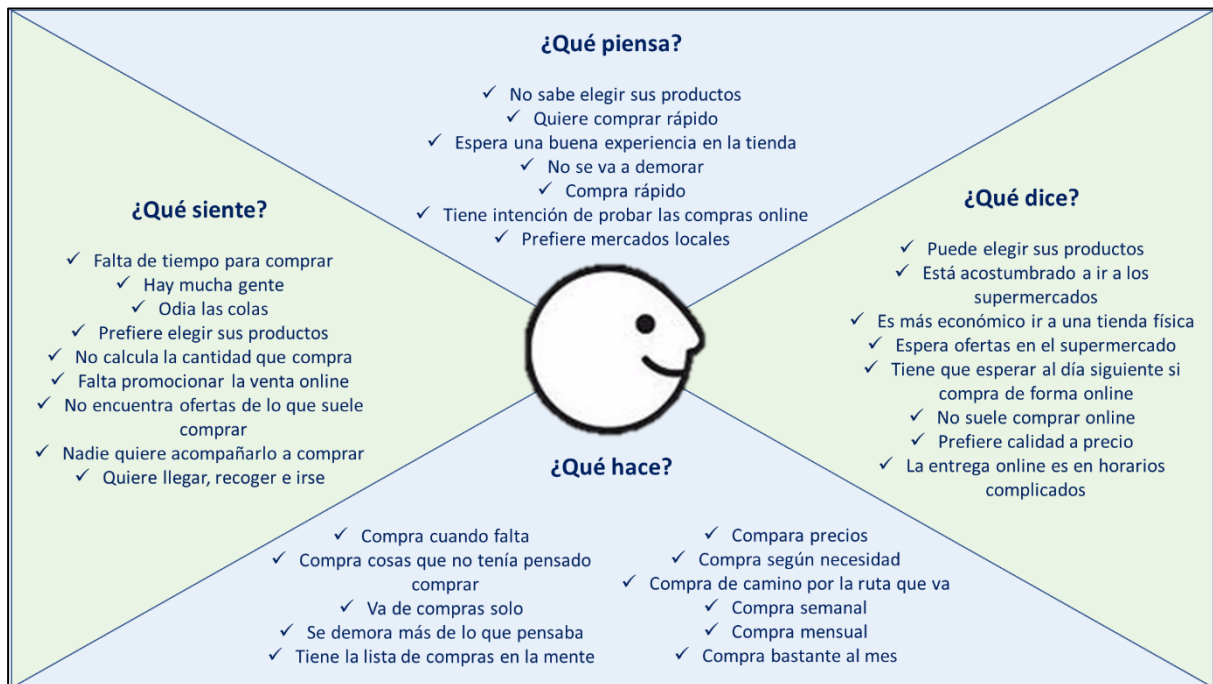 ¿Qué piensa?
✓ No sabe elegir sus productos
✓ Quiere comprar rápido
✓ Espera una buena experiencia en la tienda
✓ No se va a demorar
✓ Compra rápido
✓ Tiene intención de probar las compras online
✓ Prefiere mercados locales
¿Qué siente?
✓ Falta de tiempo para comprar
✓ Hay mucha gente
✓ Odia las colas
✓ Prefiere elegir sus productos
✓ No calcula la cantidad que compra
✓ Falta promocionar la venta online
✓ No encuentra ofertas de lo que suele
comprar
✓ Nadie quiere acompañarlo a comprar
✓ Quiere llegar, recoger e irse
¿Qué dice?
✓ Puede elegir sus productos
✓ Está acostumbrado a ir a los
supermercados
✓ Es más económico ir a una tienda física
✓ Espera ofertas en el supermercado
✓ Tiene que esperar al día siguiente si
compra de forma online
✓ No suele comprar online
✓ Prefiere calidad a precio
✓ La entrega online es en horarios
complicados
¿Qué hace?
✓ Compra cuando falta
✓ Compra cosas que no tenía pensado
comprar
✓ Va de compras solo
✓ Se demora más de lo que pensaba
✓ Tiene la lista de compras en la mente
✓ Compara precios
✓ Compra según necesidad
✓ Compra de camino por la ruta que va
✓ Compra semanal
✓ Compra mensual
✓ Compra bastante al mes